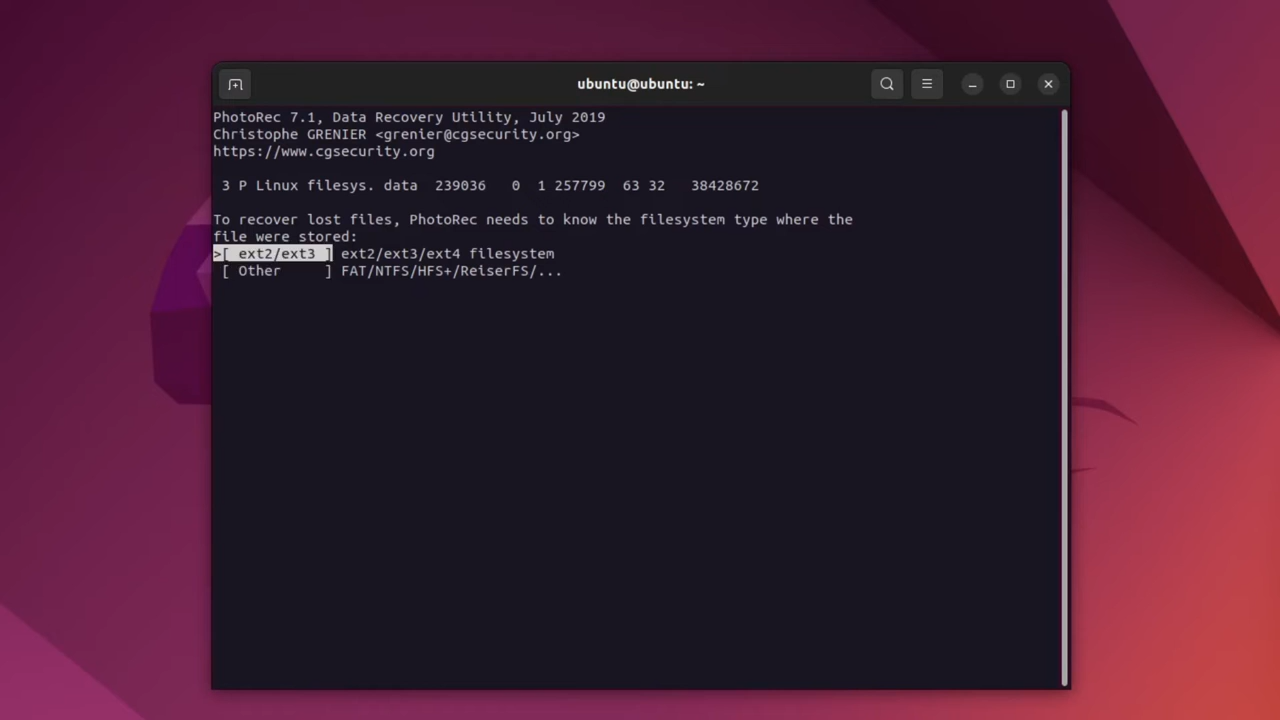 ubuntu@ubuntu: ~
PhotoRec 7.1, Data Recovery Utility, July 2019
Christophe GRENIER <grenier@cgsecurity.org>
https://www.cgsecurity.org
3 P Linux filesys. data  239036   0  1 257799  63 32   38428672
To recover lost files, PhotoRec needs to know the filesystem type where the
file were stored:
>[ ext2/ext3 ] ext2/ext3/ext4 filesystem
[ Other     ] FAT/NTFS/HFS+/ReiserFS/...